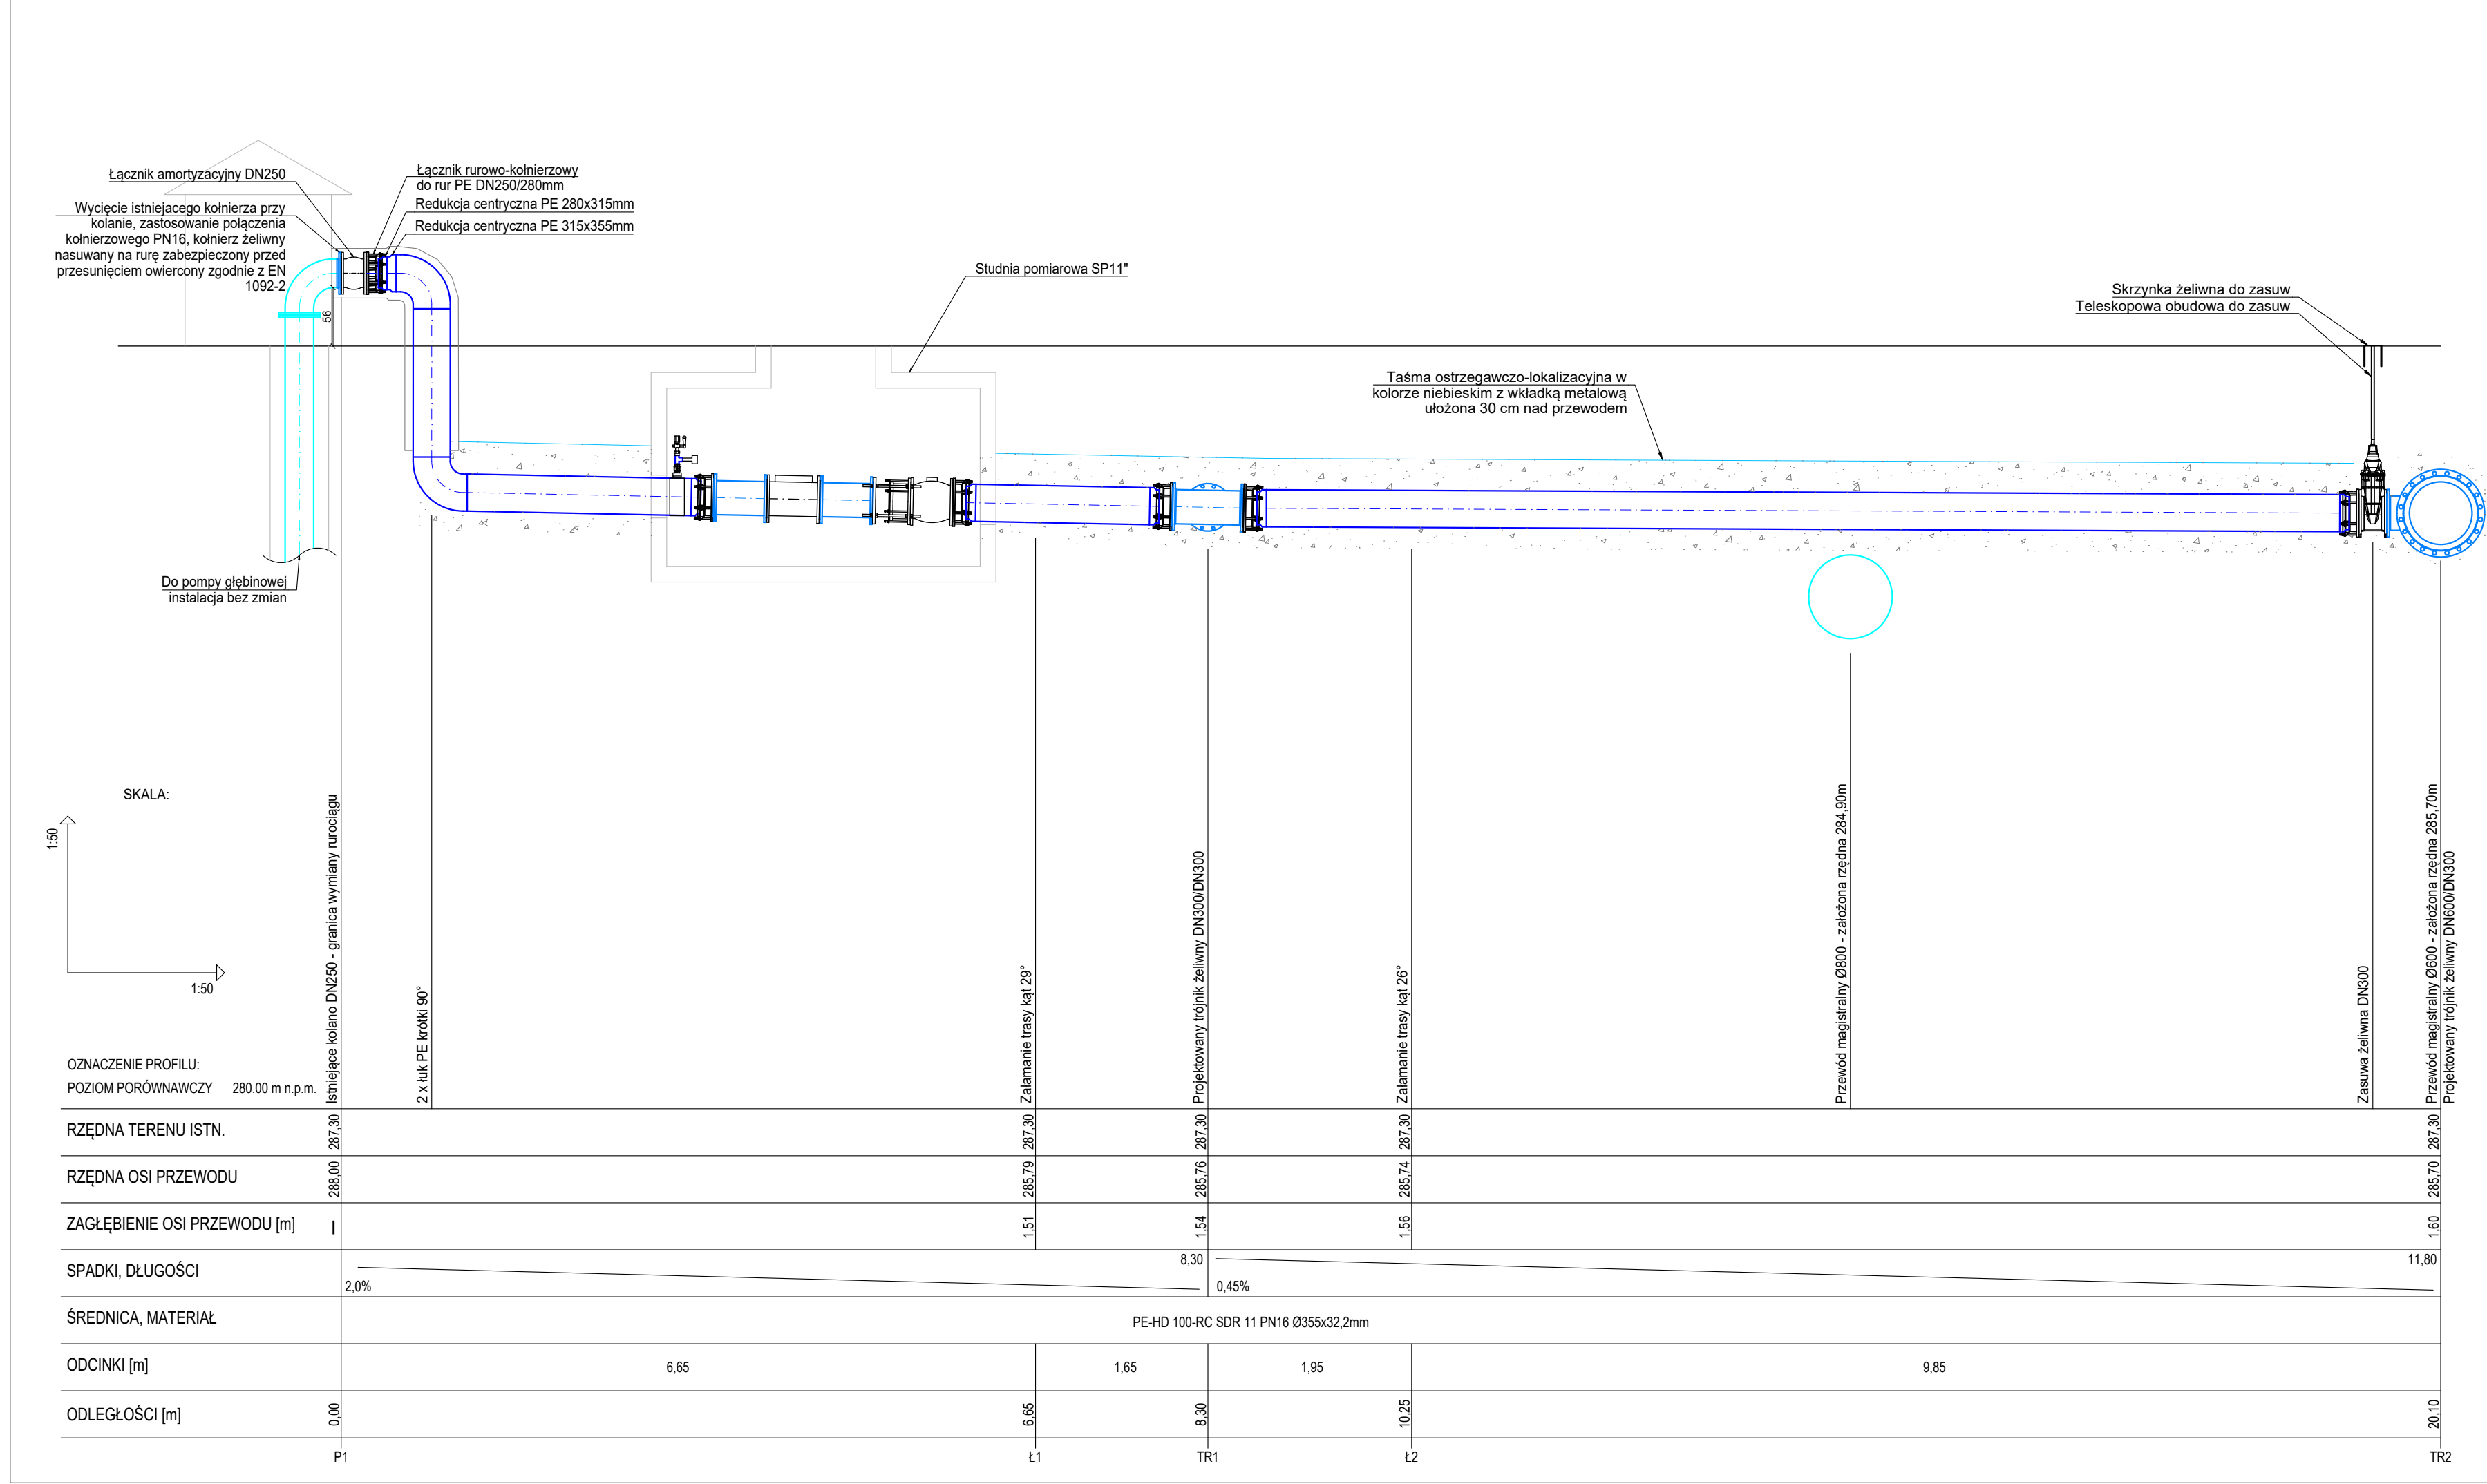 Łącznik amortyzacyjny DN250
Wycięcie istniejacego kołnierza przy
kolanie, zastosowanie połączenia
kołnierzowego PN16, kołnierz żeliwny
nasuwany na rurę zabezpieczony przed
przesunięciem owiercony zgodnie z EN
1092-2
Łącznik rurowo-kołnierzowy
do rur PE DN250/280mm
Redukcja centryczna PE 280x315mm
Redukcja centryczna PE 315x355mm
56
Studnia pomiarowa SP11"
Skrzynka żeliwna do zasuw
Teleskopowa obudowa do zasuw
Taśma ostrzegawczo-lokalizacyjna w
kolorze niebieskim z wkładką metalową
ułożona 30 cm nad przewodem
Do pompy głębinowej
instalacja bez zmian
SKALA:
1:50
1:50
Istniejące kolano DN250 - granica wymiany rurociągu
2 x łuk PE krótki 90°
Załamanie trasy kąt 29°
Projektowany trójnik żeliwny DN300/DN300
Załamanie trasy kąt 26°
Przewód magistralny Ø800 - założona rzędna 284,90m
Zasuwa żeliwna DN300
Przewód magistralny Ø600 - założona rzędna 285,70m
Projektowany trójnik żeliwny DN600/DN300
OZNACZENIE PROFILU:
POZIOM PORÓWNAWCZY 280.00 m n.p.m.
RZĘDNA TERENU ISTN. 287,30 287,30 287,30 287,30 287,30
RZĘDNA OSI PRZEWODU 288,00 285,79 285,76 285,74 285,70
ZAGŁĘBIENIE OSI PRZEWODU [m] – 1,51 1,54 1,56 1,60
SPADKI, DŁUGOŚCI 2,0% 8,30 0,45% 11,80
ŚREDNICA, MATERIAŁ PE-HD 100-RC SDR 11 PN16 Ø355x32,2mm
ODCINKI [m] 6,65 1,65 1,95 9,85
ODLEGŁOŚCI [m] 0,00 6,65 8,30 10,25 20,10
P1 Ł1 TR1 Ł2 TR2